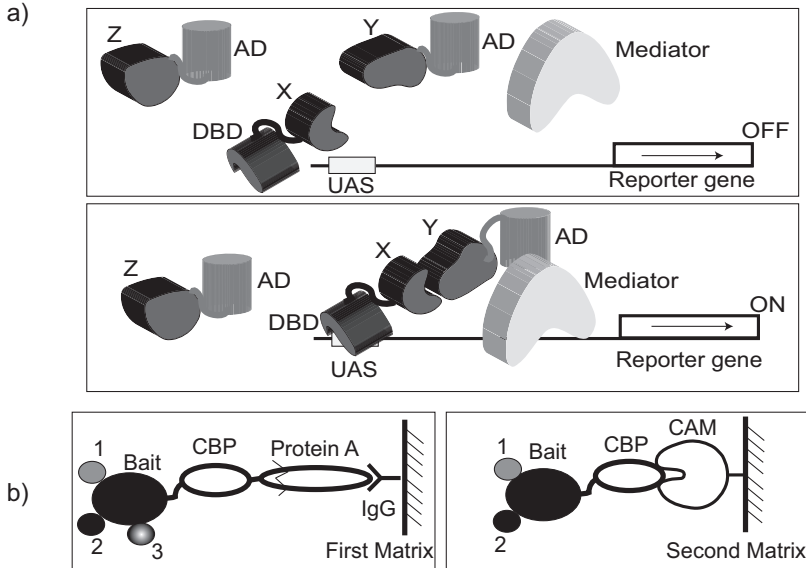 a)
Z
AD
Y
AD
Mediator
X
DBD
UAS
OFF
Reporter gene
Z
AD
X
Y
AD
Mediator
DBD
UAS
ON
Reporter gene
b)
1
Bait
CBP
Protein A
IgG
2
3
First Matrix
1
Bait
CBP
CAM
2
Second Matrix